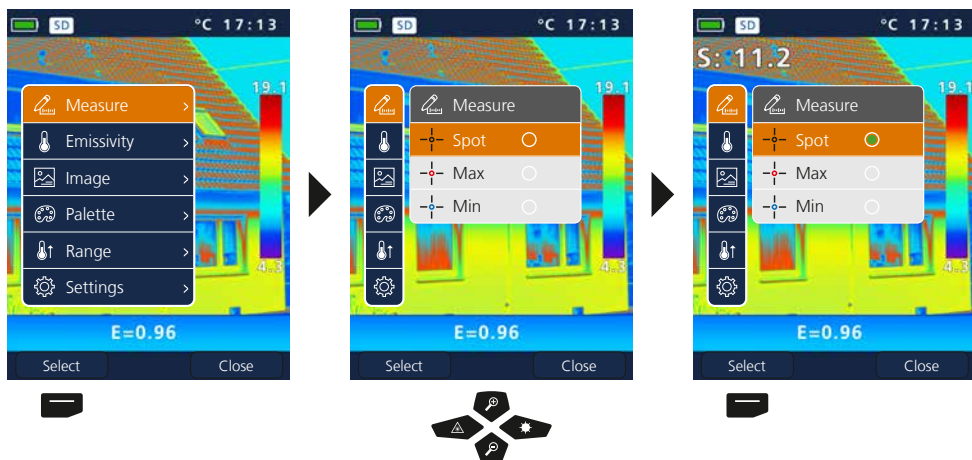 SD °C 17:13
19.1
Measure
Emissivity
Image
Palette
Range
Settings
4.3
E=0.96
Select Close
SD °C 17:13
19.1
Measure
Spot
Max
Min
4.3
E=0.96
Select Close
SD °C 17:13
S: 11.2
19.1
Measure
Spot
Max
Min
4.3
E=0.96
Select Close